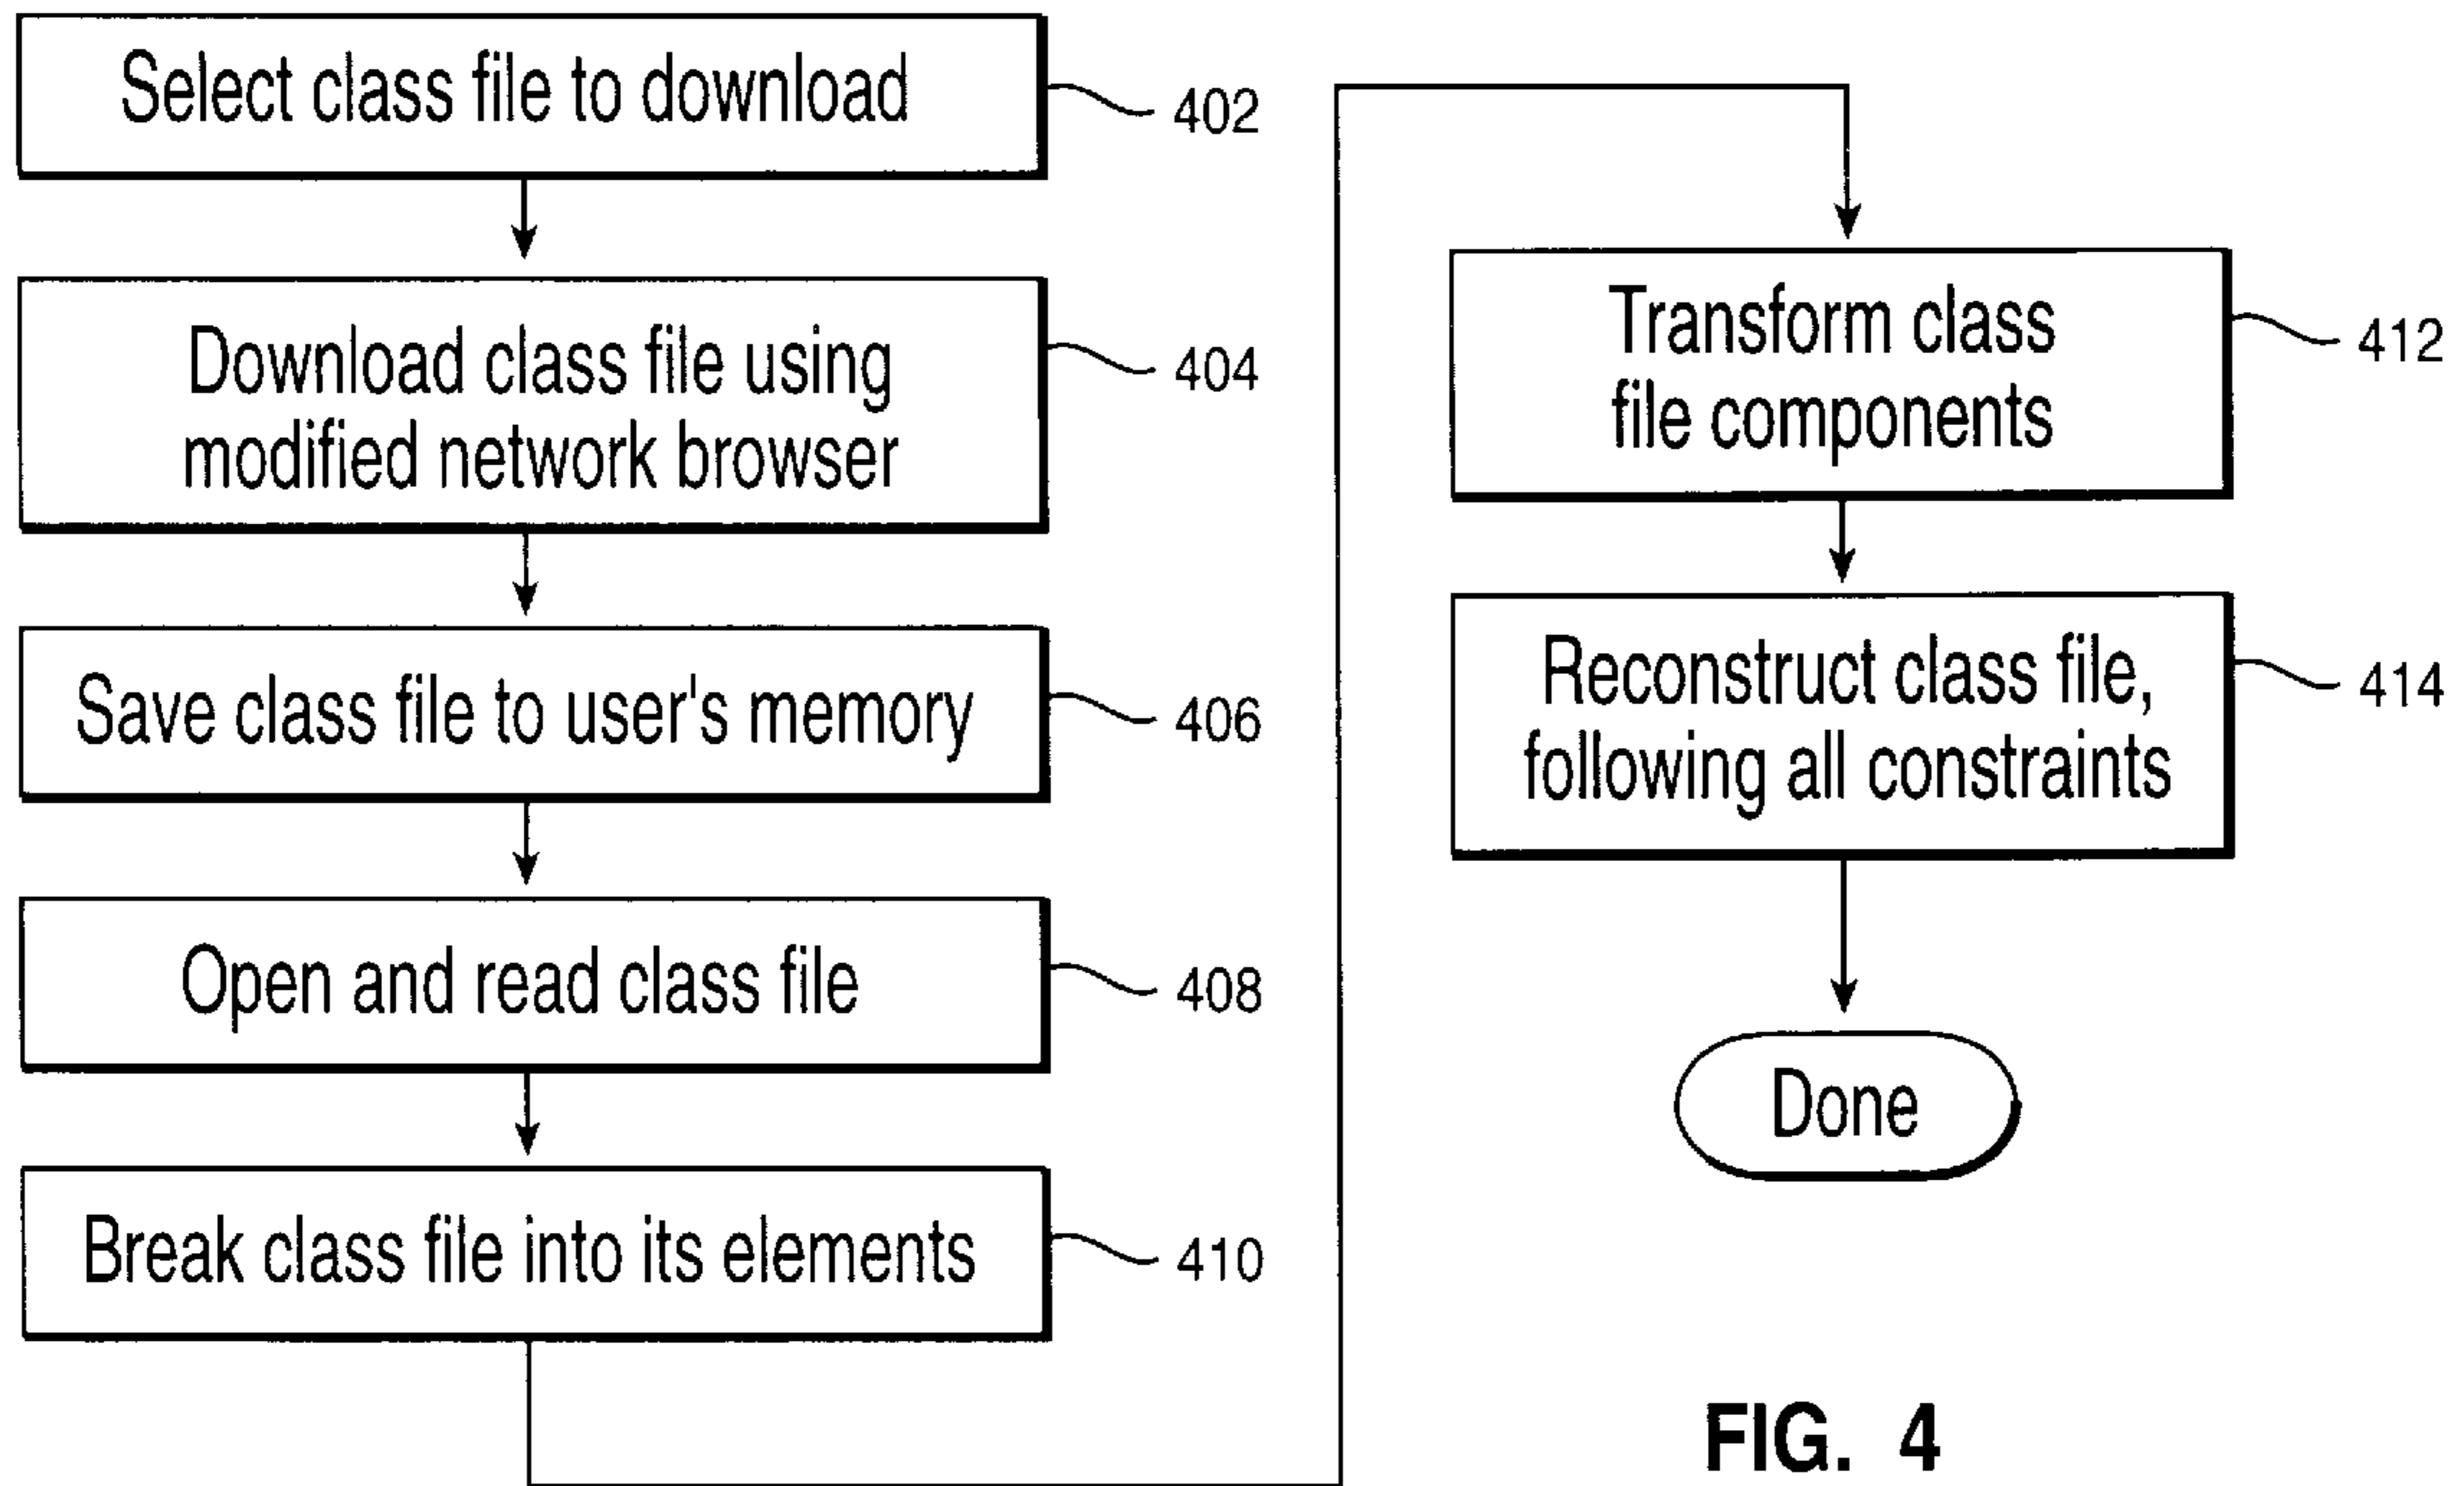 Select class file to download
402
Download class file using
modified network browser
404
Save class file to user's memory
406
Open and read class file
408
Break class file into its elements
410
Transform class
file components
412
Reconstruct class file,
following all constraints
414
Done
FIG. 4